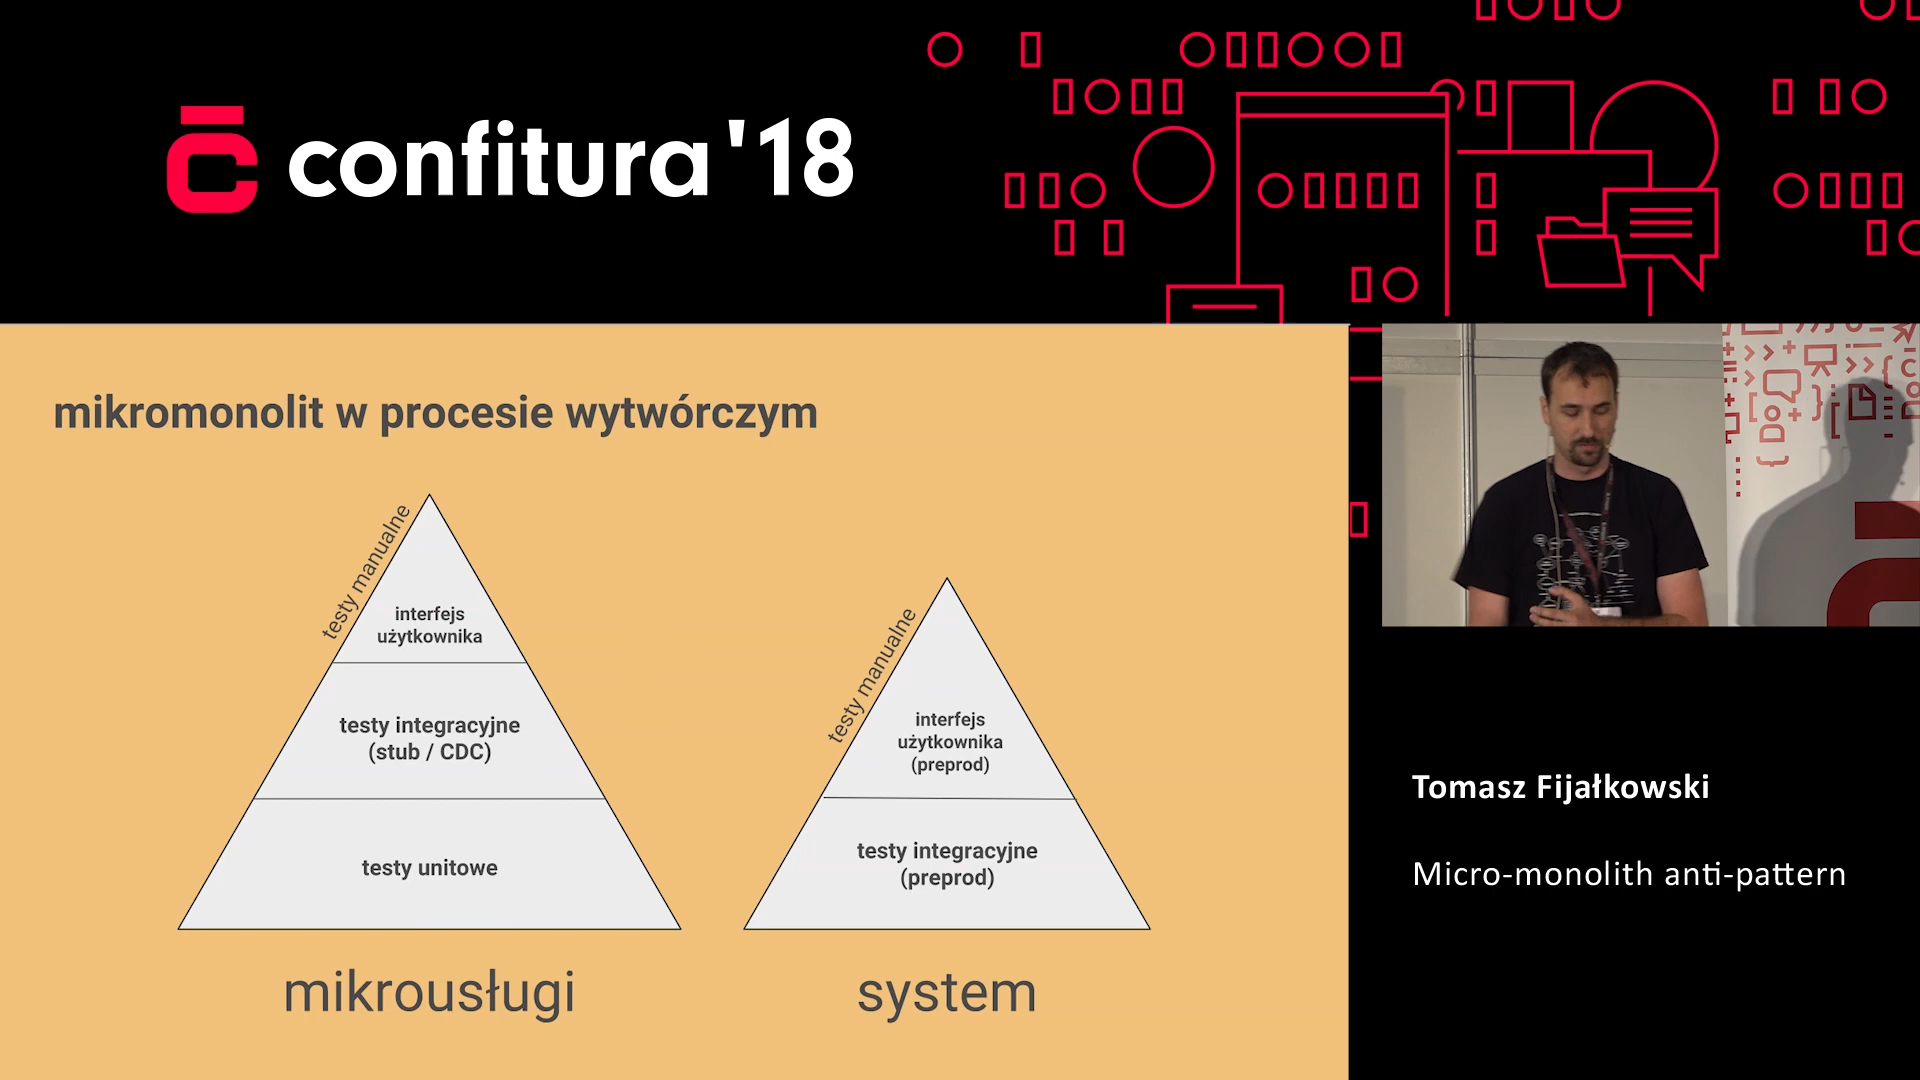 confitura '18
mikromonolit w procesie wytwórczym
testy manualne
interfejs
użytkownika
testy integracyjne
(stub / CDC)
testy unitowe
mikrousługi
testy manualne
interfejs
użytkownika
(preprod)
testy integracyjne
(preprod)
system
Tomasz Fijałkowski
Micro-monolith anti-pattern